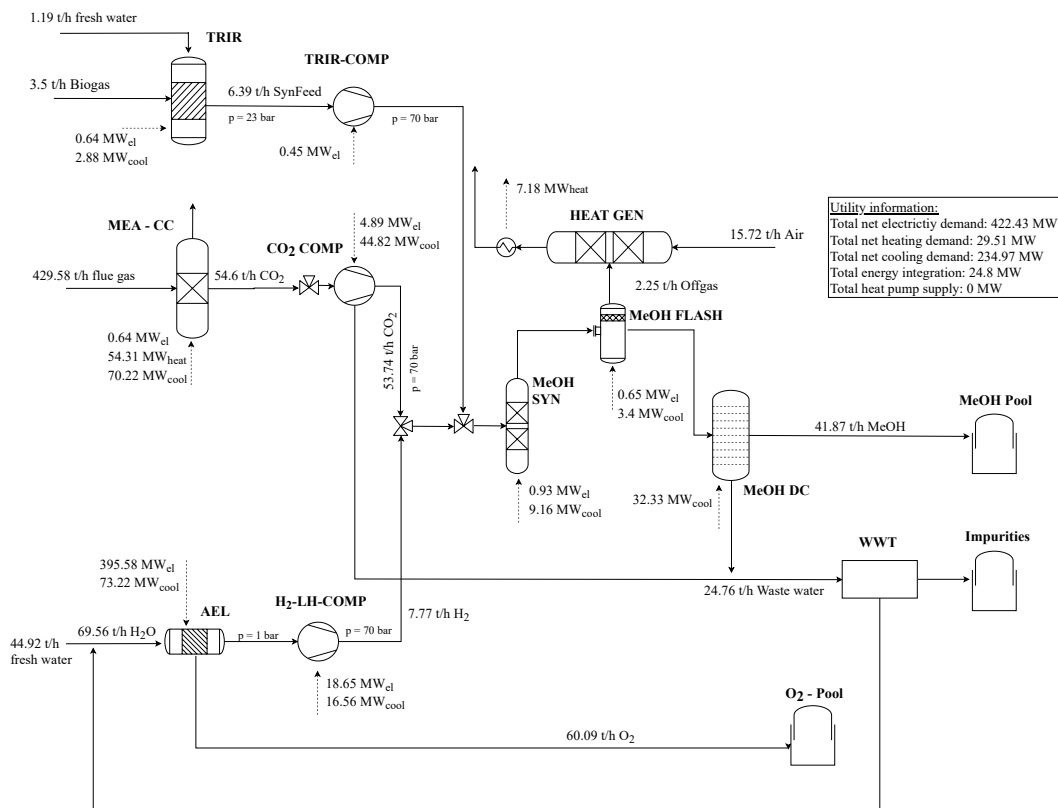 1.19 t/h fresh water
TRIR
TRIR-COMP
3.5 t/h Biogas
6.39 t/h SynFeed
p = 23 bar
p = 70 bar
0.64 MWel
2.88 MWcool
0.45 MWel
7.18 MWheat
HEAT GEN
15.72 t/h Air
2.25 t/h Offgas
Utility information:
Total net electrictiy demand: 422.43 MW
Total net heating demand: 29.51 MW
Total net cooling demand: 234.97 MW
Total energy integration: 24.8 MW
Total heat pump supply: 0 MW
MEA - CC
CO2 COMP
4.89 MWel
44.82 MWcool
429.58 t/h flue gas
54.6 t/h CO2
0.64 MWel
54.31 MWheat
70.22 MWcool
53.74 t/h CO2
p = 70 bar
MeOH FLASH
MeOH
SYN
0.65 MWel
3.4 MWcool
0.93 MWel
9.16 MWcool
41.87 t/h MeOH
MeOH Pool
32.33 MWcool
MeOH DC
WWT
Impurities
24.76 t/h Waste water
395.58 MWel
73.22 MWcool
AEL
H2-LH-COMP
7.77 t/h H2
44.92 t/h
fresh water
69.56 t/h H2O
p = 1 bar
p = 70 bar
18.65 MWel
16.56 MWcool
O2 - Pool
60.09 t/h O2